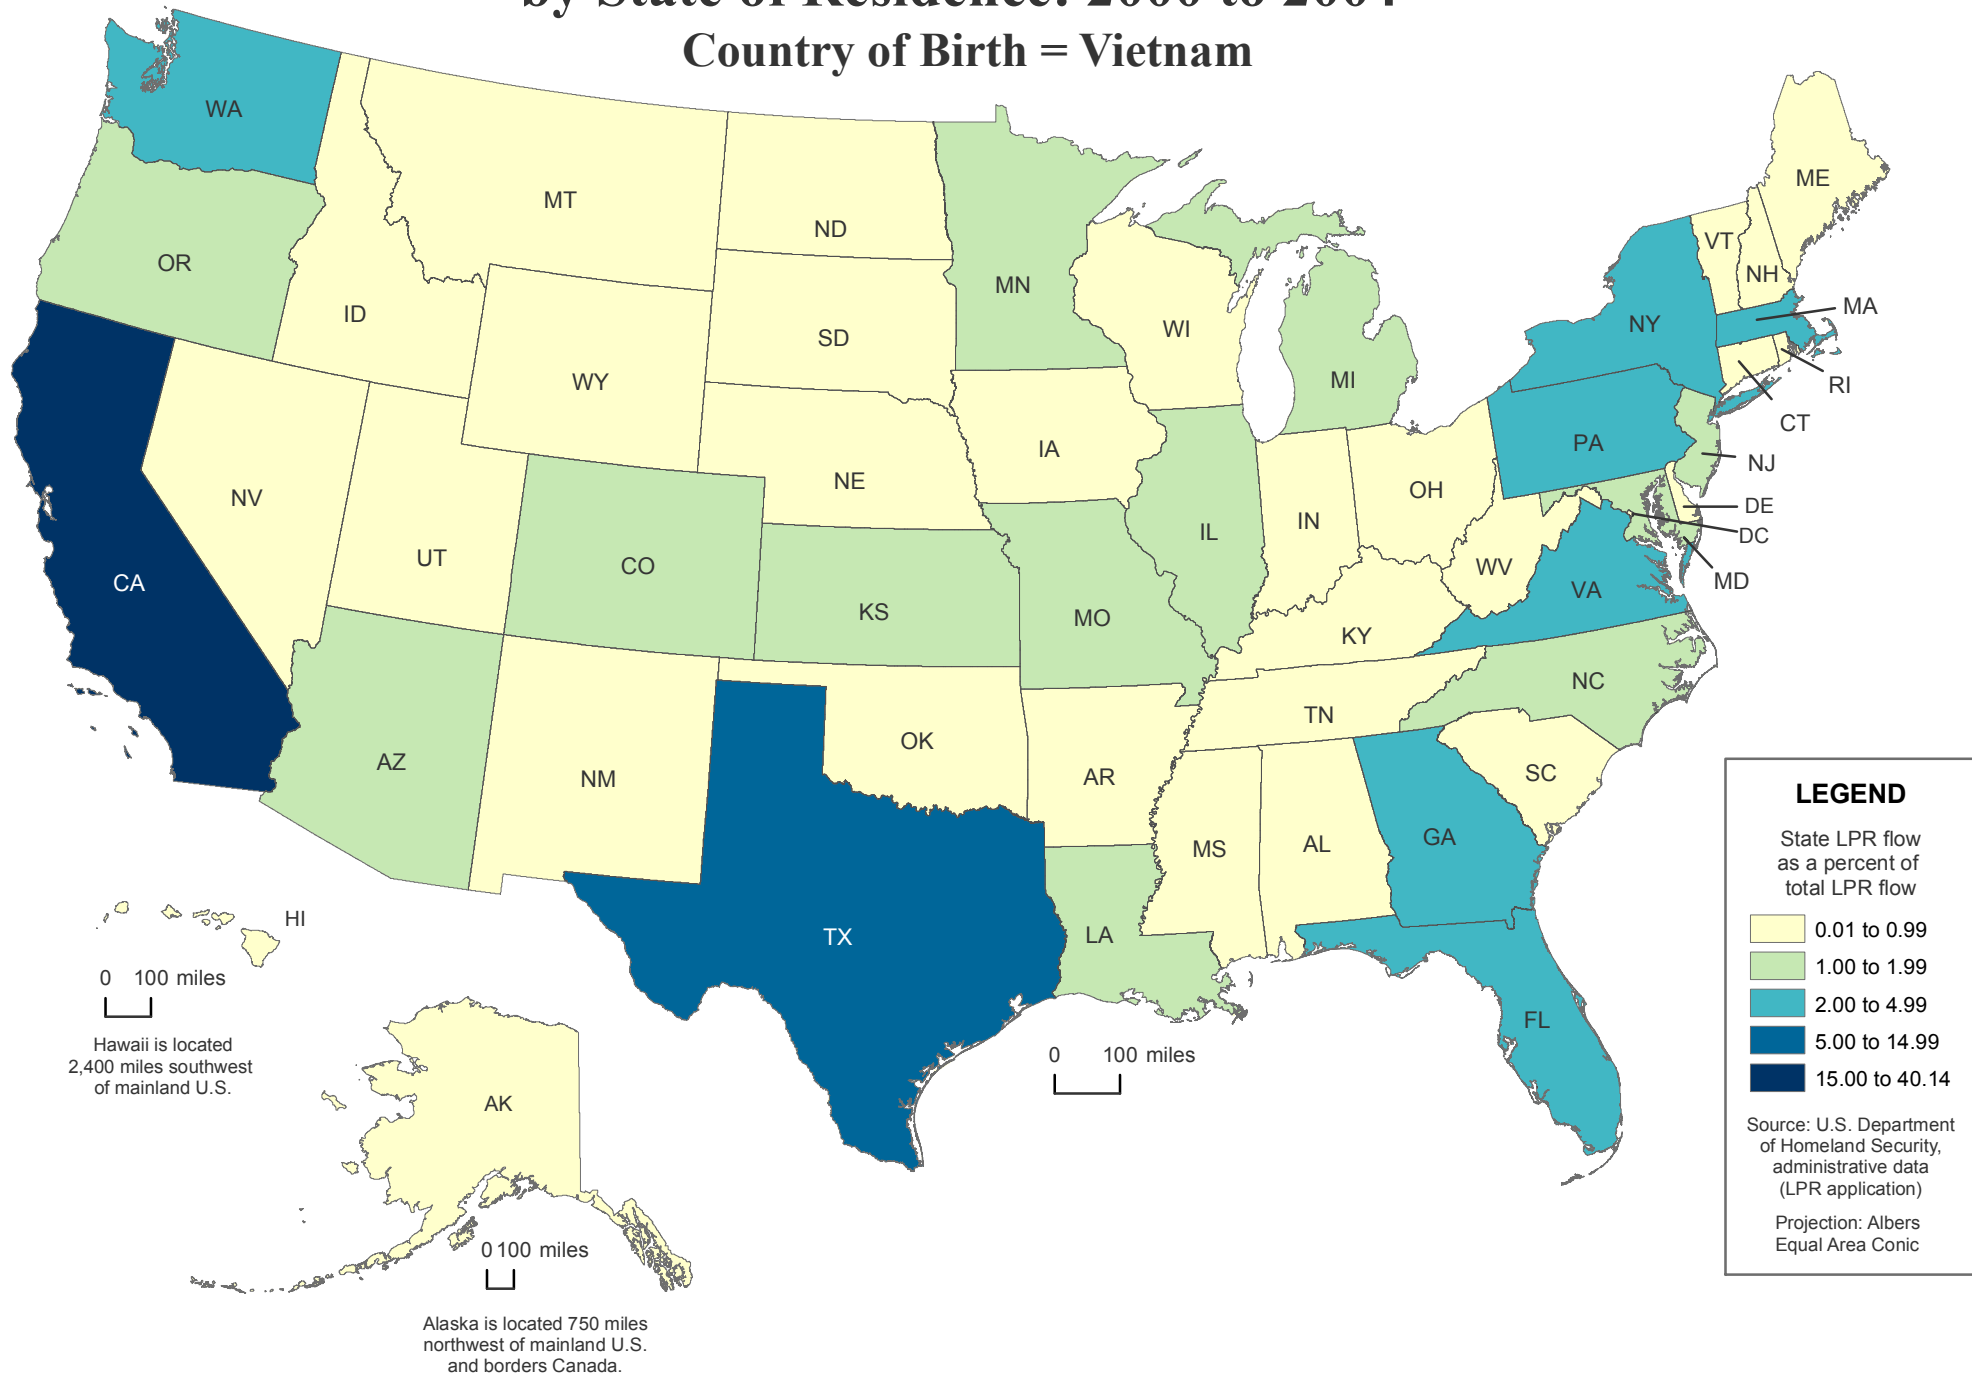 by State of Residence: 2000 to 2004
Country of Birth = Vietnam
WA
MT
ND
MN
ME
VT
NH
OR
ID
SD
WI
NY
MA
WY
MI
RI
CT
IA
PA
NJ
NV
NE
OH
DE
IN
IL
DC
UT
CO
WV
MD
CA
KS
MO
VA
KY
NC
TN
AZ
NM
OK
AR
SC
MS
AL
GA
TX
LA
FL
HI
AK
0 100 miles
Hawaii is located
2,400 miles southwest
of mainland U.S.
0 100 miles
0 100 miles
Alaska is located 750 miles
northwest of mainland U.S.
and borders Canada.
LEGEND
State LPR flow
as a percent of
total LPR flow
0.01 to 0.99
1.00 to 1.99
2.00 to 4.99
5.00 to 14.99
15.00 to 40.14
Source: U.S. Department
of Homeland Security,
administrative data
(LPR application)
Projection: Albers
Equal Area Conic